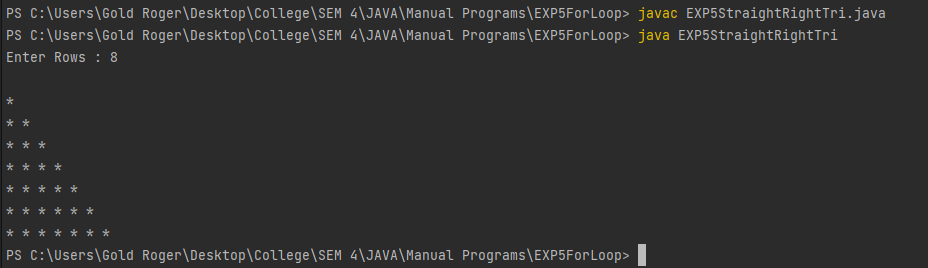 PS C:\Users\Gold Roger\Desktop\College\SEM 4\JAVA\Manual Programs\EXP5ForLoop> javac EXP5StraightRightTri.java
PS C:\Users\Gold Roger\Desktop\College\SEM 4\JAVA\Manual Programs\EXP5ForLoop> java EXP5StraightRightTri
Enter Rows : 8

*
* *
* * *
* * * *
* * * * *
* * * * * *
* * * * * * *
PS C:\Users\Gold Roger\Desktop\College\SEM 4\JAVA\Manual Programs\EXP5ForLoop>